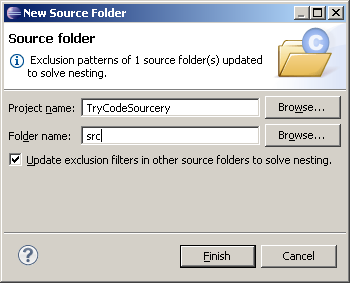 New Source Folder
Source folder
Exclusion patterns of 1 source folder(s) updated
to solve nesting.
C
Project name: TryCodeSourcery Browse...
Folder name: src Browse...
Update exclusion filters in other source folders to solve nesting.
? Finish Cancel